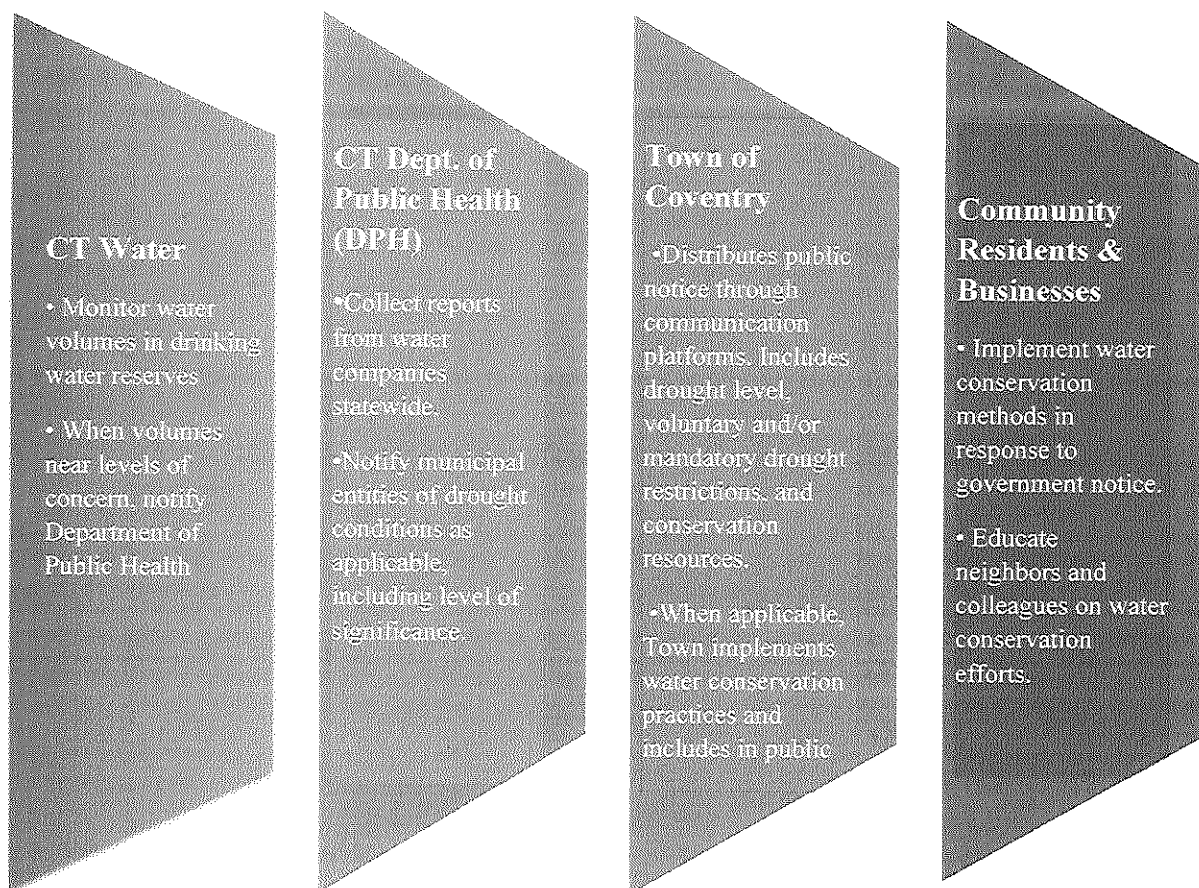 CT Water
• Monitor water
volumes in drinking
water reserves
• When volumes
near levels of
concern, notify
Department of
Public Health
CT Dept. of
Public Health
(DPH)
•Collect reports
from water
companies
statewide.
•Notify municipal
entities of drought
conditions as
applicable,
including level of
significance.
Town of
Coventry
•Distributes public
notice through
communication
platforms. Includes
drought level,
voluntary and/or
mandatory drought
restrictions, and
conservation
resources.
•When applicable,
Town implements
water conservation
practices and
includes in public
Community
Residents &
Businesses
• Implement water
conservation
methods in
response to
government notice.
• Educate
neighbors and
colleagues on water
conservation
efforts.